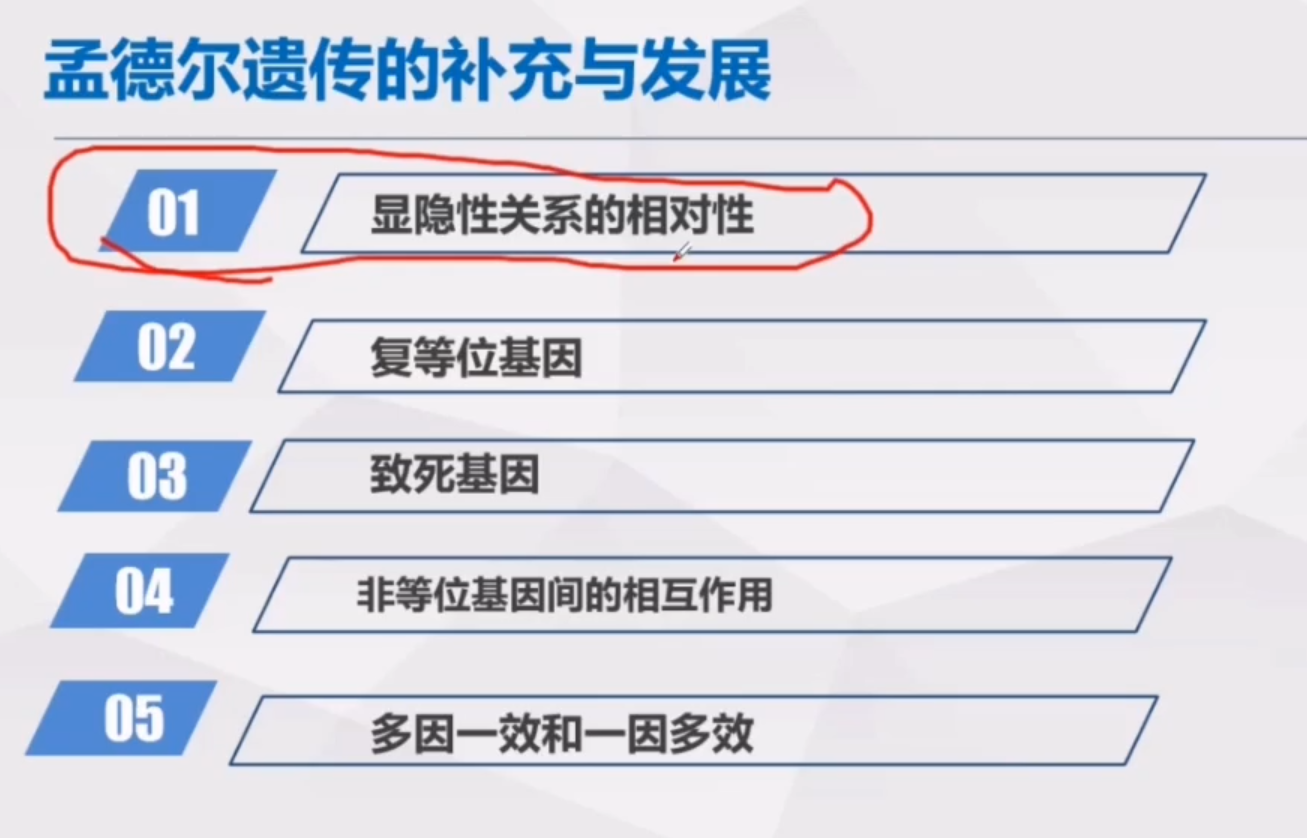 孟德尔遗传的补充与发展
01 显隐性关系的相对性
02 复等位基因
03 致死基因
04 非等位基因间的相互作用
05 多因一效和一因多效